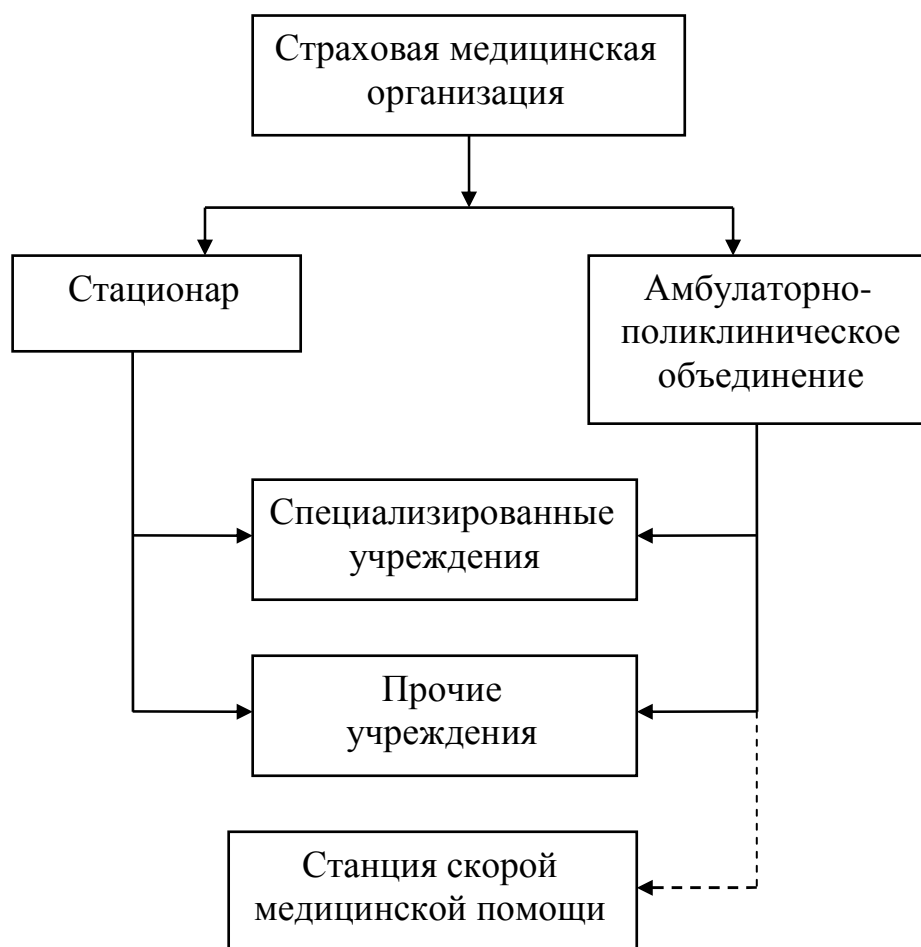 Страховая медицинская
организация
Стационар
Амбулаторно-
поликлиническое
объединение
Специализированные
учреждения
Прочие
учреждения
Станция скорой
медицинской помощи